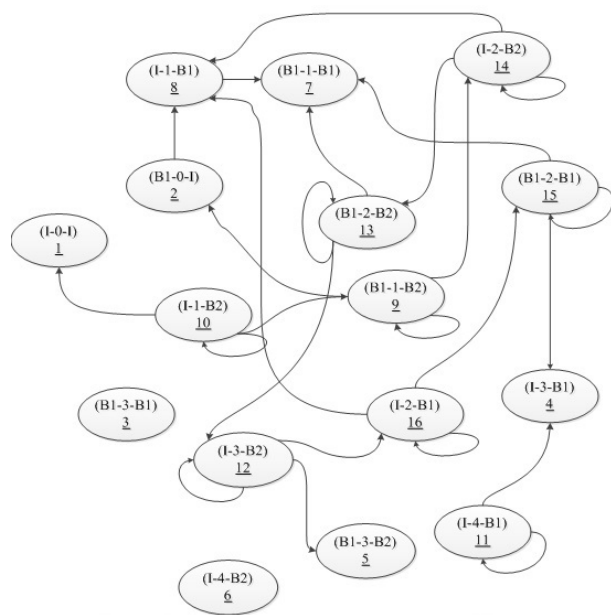 (I-2-B2)
14
(I-1-B1)
8
(B1-1-B1)
7
(B1-0-I)
2
(B1-2-B1)
15
(B1-2-B2)
13
(I-0-I)
1
(B1-1-B2)
9
(I-1-B2)
10
(B1-3-B1)
3
(I-3-B1)
4
(I-2-B1)
16
(I-3-B2)
12
(I-4-B1)
11
(B1-3-B2)
5
(I-4-B2)
6